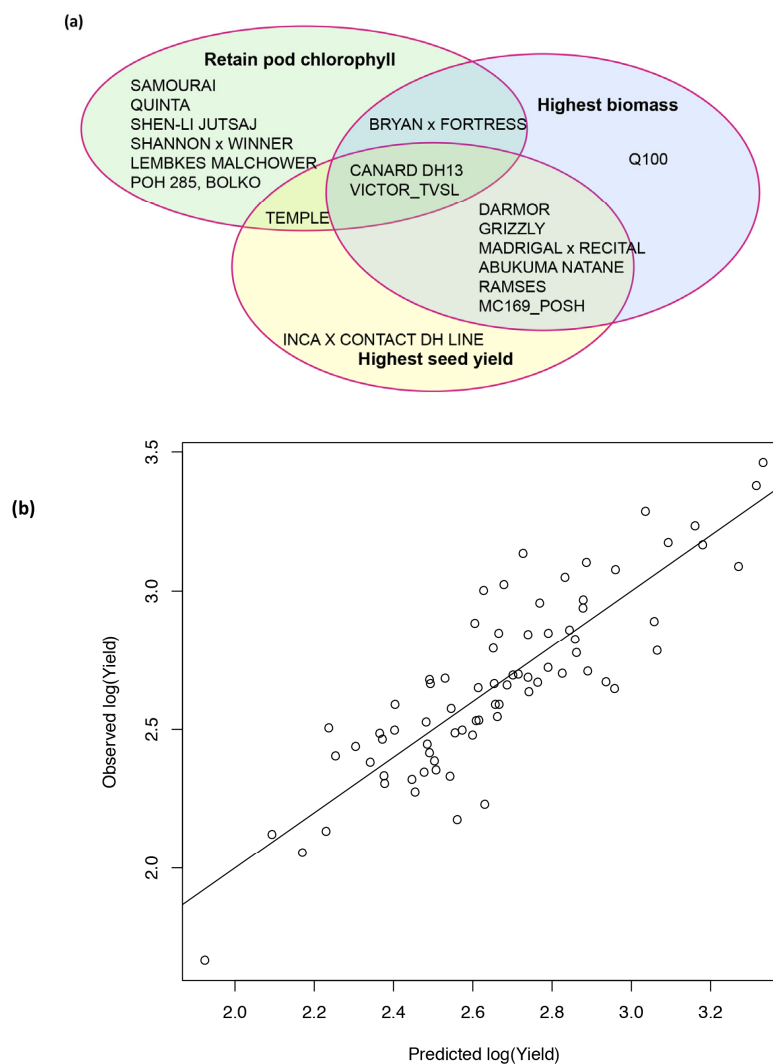 (a)
Retain pod chlorophyll
SAMOURAI
QUINTA
SHEN-LI JUTSAJ
SHANNON x WINNER
LEMBKES MALCHOWER
POH 285, BOLKO
Highest biomass
BRYAN x FORTRESS
Q100
CANARD DH13
VICTOR_TVSL
TEMPLE
DARMOR
GRIZZLY
MADRIGAL x RECITAL
ABUKUMA NATANE
RAMSES
MC169_POSH
INCA X CONTACT DH LINE
Highest seed yield
(b)
3.5
3.0
2.5
2.0
Observed log(Yield)
2.0 2.2 2.4 2.6 2.8 3.0 3.2
Predicted log(Yield)